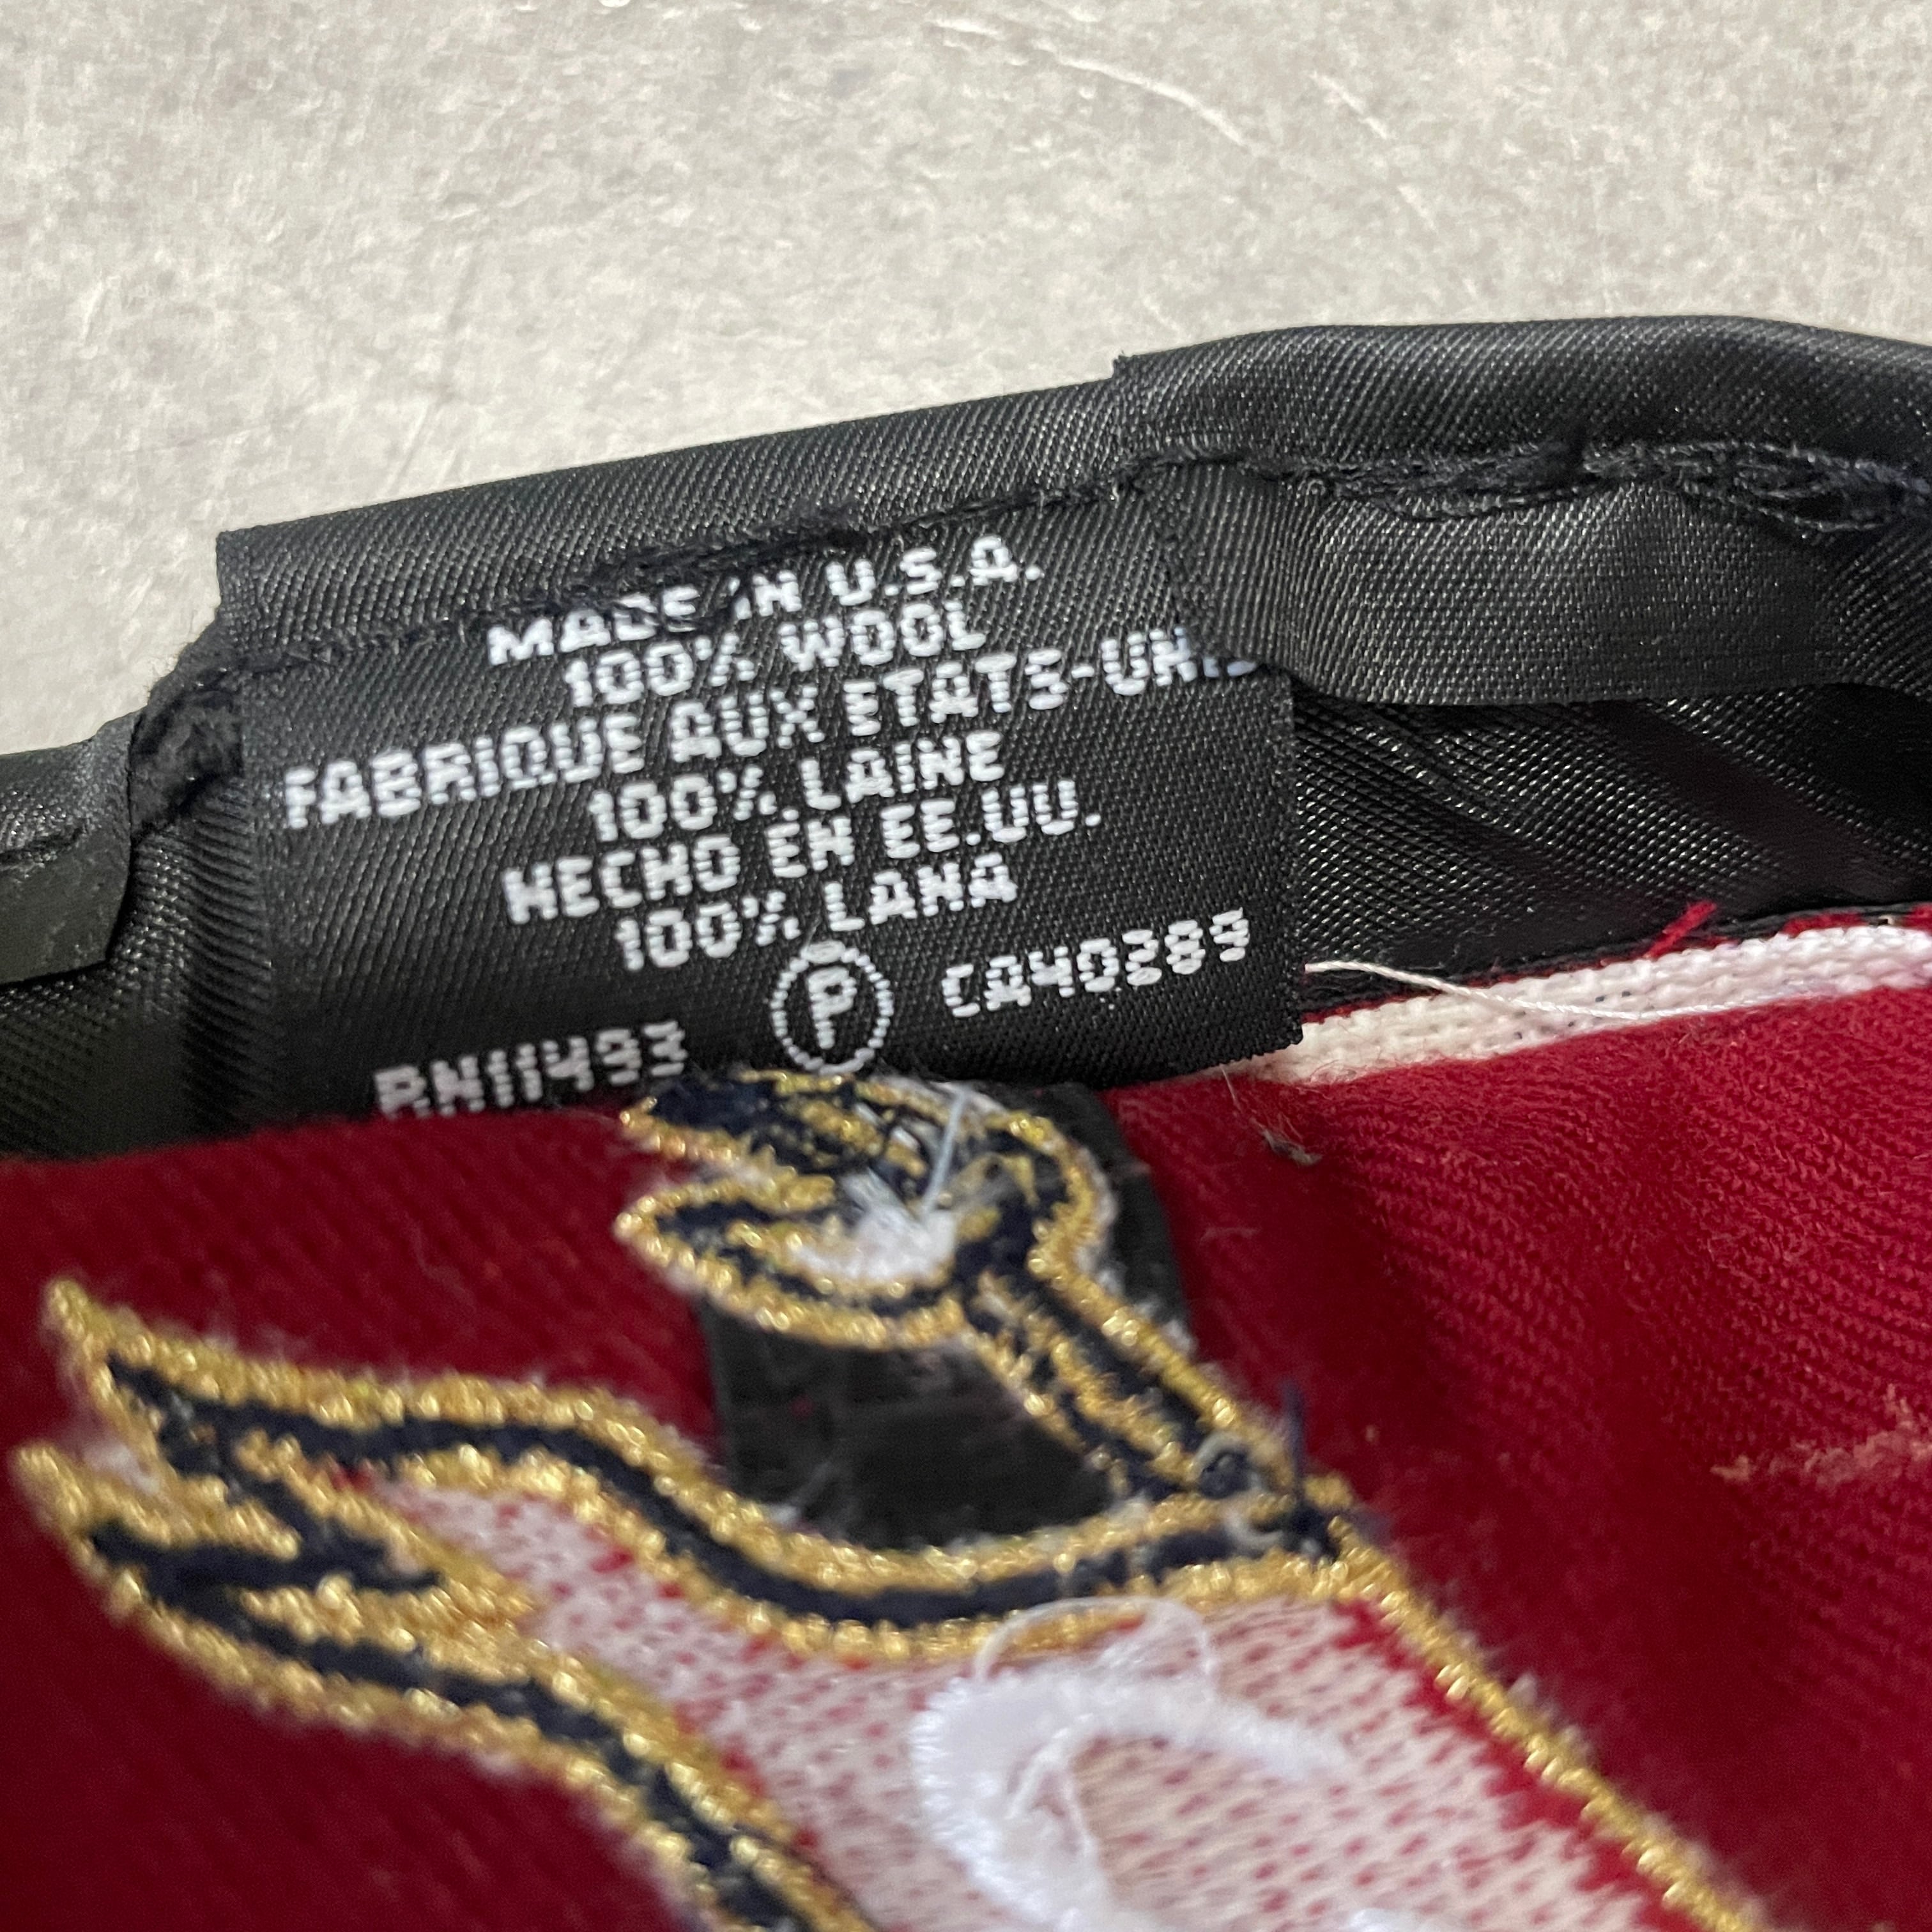 MADE IN U.S.A.
100% WOOL
FABRIQUE AUX ETATS-UNIS
100% LAINE
HECHO EN EE.UU.
100% LANA
RN11493 P CA40289